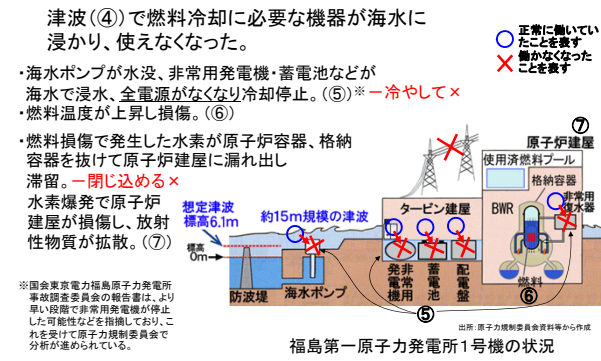 津波（④）で燃料冷却に必要な機器が海水に
浸かり、使えなくなった。
正常に働いてい
たことを表す
働かなくなった
ことを表す
・海水ポンプが水没、非常用発電機・蓄電池などが
海水で浸水、全電源がなくなり冷却停止。（⑤）※－冷やして×
・燃料温度が上昇し損傷。（⑥）
・燃料損傷で発生した水素が原子炉容器、格納
容器を抜けて原子炉建屋に漏れ出し
滞留。－閉じ込める×
水素爆発で原子炉
建屋が損傷し、放射
性物質が拡散。（⑦）
⑦
原子炉建屋
使用済燃料プール
格納容器
BWR
非常用
復水器
燃料
⑥
タービン建屋
非常用
発電機
蓄電池
配電盤
⑤
想定津波
標高6.1m
約15m規模の津波
標高
0m
防波堤
海水ポンプ
※国会東京電力福島原子力発電所
事故調査委員会の報告書は、より
早い段階で非常用発電機が停止
した可能性などを指摘しており、こ
れを受けて原子力規制委員会で
分析が進められている。
出所：原子力規制委員会資料等から作成
福島第一原子力発電所１号機の状況